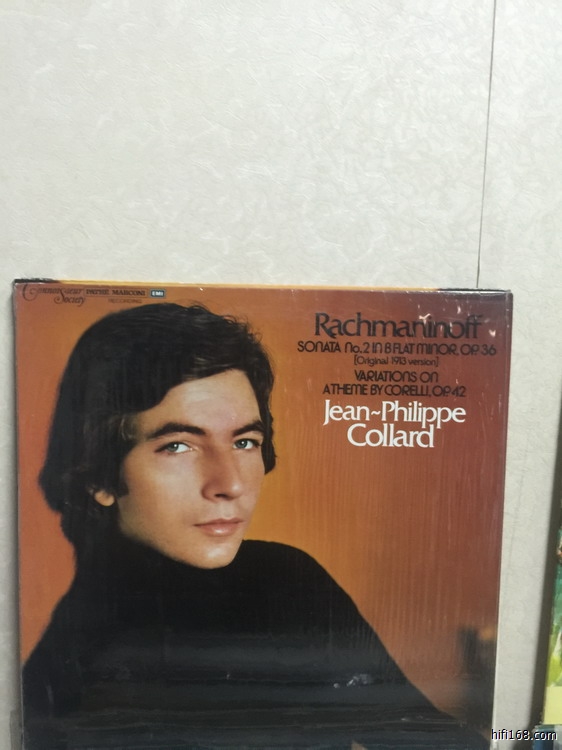 Connoisseur Society PATHÉ MARCONI EMI
RECORDING
Rachmaninoff
SONATA No. 2 IN B FLAT MINOR, OP. 36
[Original 1913 version]
VARIATIONS ON
A THEME BY CORELLI, OP. 42
Jean~Philippe
Collard
hifi168.com